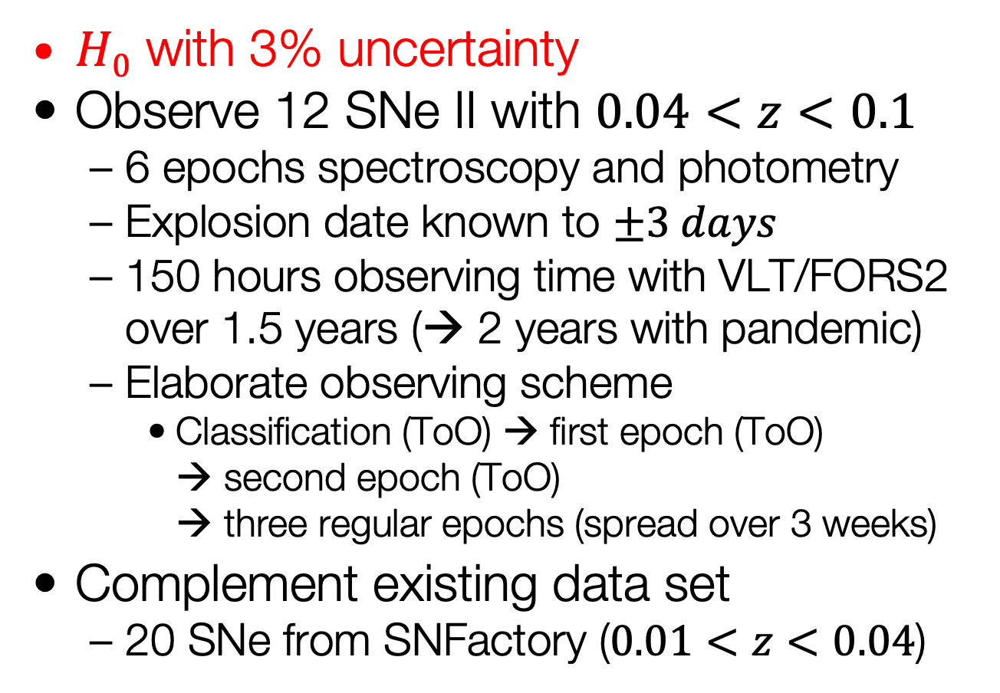 • H₀ with 3% uncertainty
• Observe 12 SNe II with 0.04 < z < 0.1
– 6 epochs spectroscopy and photometry
– Explosion date known to ±3 days
– 150 hours observing time with VLT/FORS2
over 1.5 years (→ 2 years with pandemic)
– Elaborate observing scheme
• Classification (ToO) → first epoch (ToO)
→ second epoch (ToO)
→ three regular epochs (spread over 3 weeks)
• Complement existing data set
– 20 SNe from SNFactory (0.01 < z < 0.04)